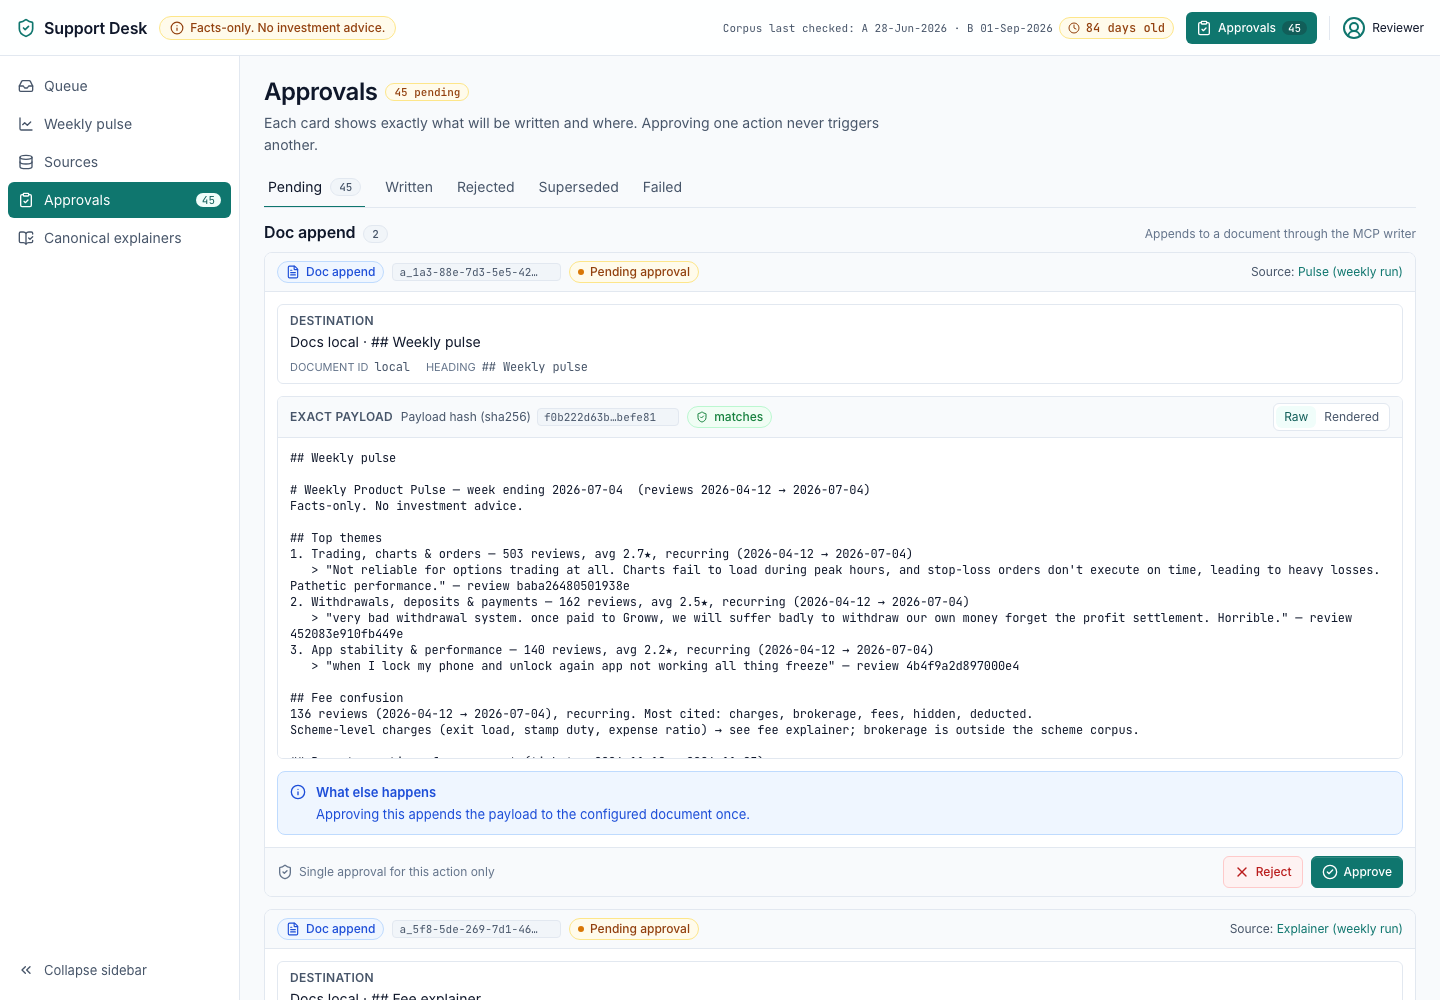 Support Desk
Facts-only. No investment advice.
Corpus last checked: A 28-Jun-2026 · B 01-Sep-2026
84 days old
Approvals 45
Reviewer
Queue
Weekly pulse
Sources
Approvals 45
Canonical explainers
Collapse sidebar
Approvals 45 pending
Each card shows exactly what will be written and where. Approving one action never triggers
another.
Pending 45 Written Rejected Superseded Failed
Doc append 2
Appends to a document through the MCP writer
Doc append a_1a3-88e-7d3-5e5-42… Pending approval
Source: Pulse (weekly run)
DESTINATION
Docs local · ## Weekly pulse
DOCUMENT ID local HEADING ## Weekly pulse
EXACT PAYLOAD Payload hash (sha256) f0b222d63b…befe81 matches
Raw Rendered
## Weekly pulse
# Weekly Product Pulse — week ending 2026-07-04  (reviews 2026-04-12 → 2026-07-04)
Facts-only. No investment advice.
## Top themes
1. Trading, charts & orders — 503 reviews, avg 2.7★, recurring (2026-04-12 → 2026-07-04)
> "Not reliable for options trading at all. Charts fail to load during peak hours, and stop-loss orders don't execute on time, leading to heavy losses.
Pathetic performance." — review baba26480501938e
2. Withdrawals, deposits & payments — 162 reviews, avg 2.5★, recurring (2026-04-12 → 2026-07-04)
> "very bad withdrawal system. once paid to Groww, we will suffer badly to withdraw our own money forget the profit settlement. Horrible." — review
452083e910fb449e
3. App stability & performance — 140 reviews, avg 2.2★, recurring (2026-04-12 → 2026-07-04)
> "when I lock my phone and unlock again app not working all thing freeze" — review 4b4f9a2d897000e4
## Fee confusion
136 reviews (2026-04-12 → 2026-07-04), recurring. Most cited: charges, brokerage, fees, hidden, deducted.
Scheme-level charges (exit load, stamp duty, expense ratio) → see fee explainer; brokerage is outside the scheme corpus.
What else happens
Approving this appends the payload to the configured document once.
Single approval for this action only
Reject
Approve
Doc append a_5f8-5de-269-7d1-46… Pending approval
Source: Explainer (weekly run)
DESTINATION
Docs local · ## Fee explainer